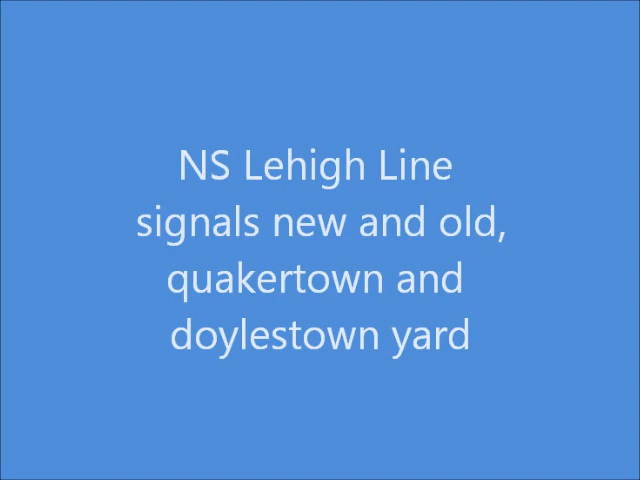 NS Lehigh Line
signals new and old,
quakertown and
doylestown yard